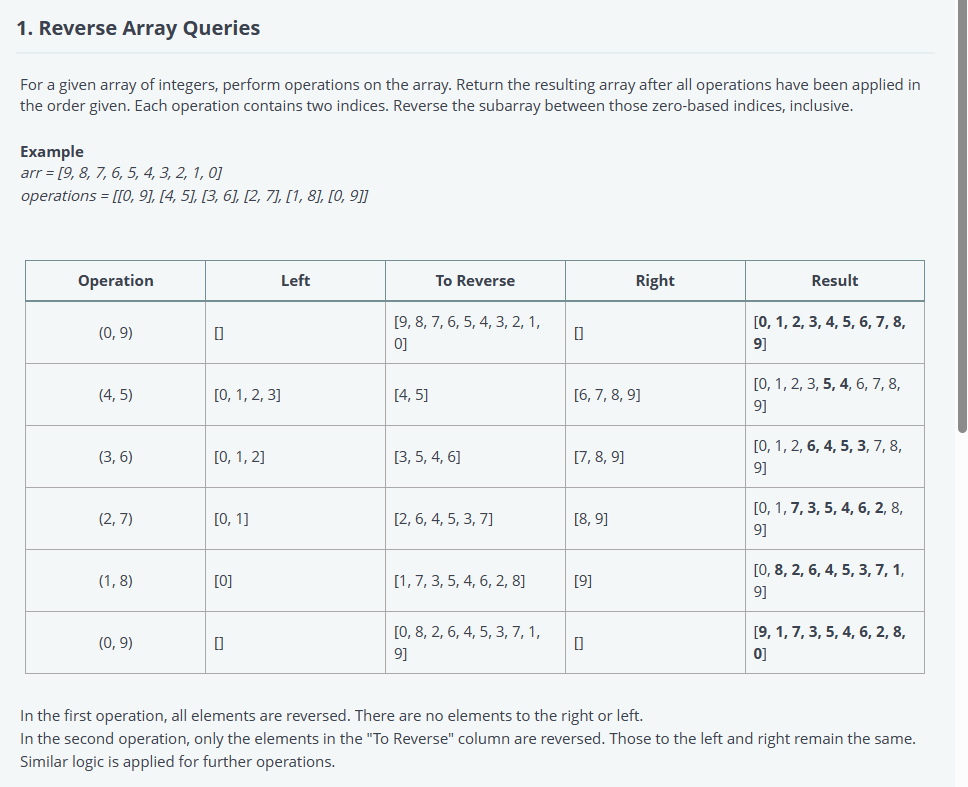 1. Reverse Array Queries
For a given array of integers, perform operations on the array. Return the resulting array after all operations have been applied in
the order given. Each operation contains two indices. Reverse the subarray between those zero-based indices, inclusive.
Example
arr = [9, 8, 7, 6, 5, 4, 3, 2, 1, 0]
operations = [[0, 9], [4, 5], [3, 6], [2, 7], [1, 8], [0, 9]]
Operation Left To Reverse Right Result
(0, 9) [] [9, 8, 7, 6, 5, 4, 3, 2, 1, [] [0, 1, 2, 3, 4, 5, 6, 7, 8,
0] 9]
(4, 5) [0, 1, 2, 3] [4, 5] [6, 7, 8, 9] [0, 1, 2, 3, 5, 4, 6, 7, 8,
9]
(3, 6) [0, 1, 2] [3, 5, 4, 6] [7, 8, 9] [0, 1, 2, 6, 4, 5, 3, 7, 8,
9]
(2, 7) [0, 1] [2, 6, 4, 5, 3, 7] [8, 9] [0, 1, 7, 3, 5, 4, 6, 2, 8,
9]
(1, 8) [0] [1, 7, 3, 5, 4, 6, 2, 8] [9] [0, 8, 2, 6, 4, 5, 3, 7, 1,
9]
(0, 9) [] [0, 8, 2, 6, 4, 5, 3, 7, 1, [] [9, 1, 7, 3, 5, 4, 6, 2, 8,
9] 0]
In the first operation, all elements are reversed. There are no elements to the right or left.
In the second operation, only the elements in the "To Reverse" column are reversed. Those to the left and right remain the same.
Similar logic is applied for further operations.